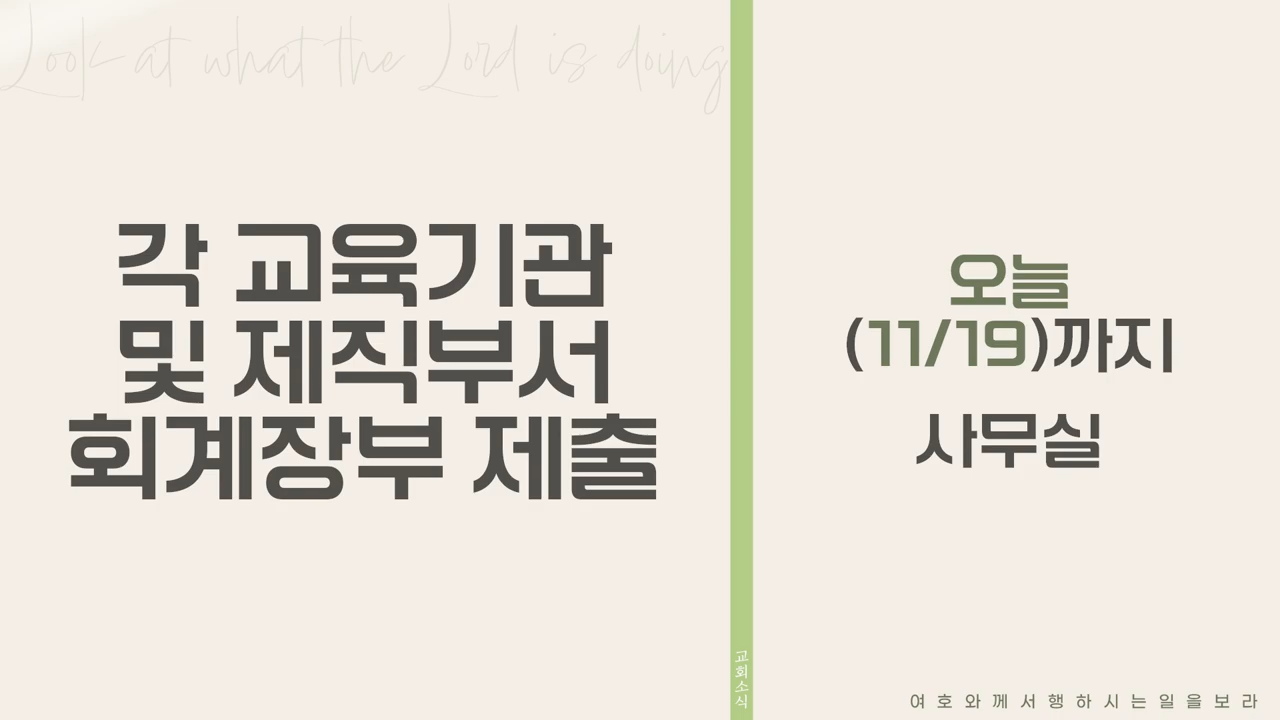 Look at what the Lord is doing
각 교육기관
및 제직부서
회계장부 제출
오늘
(11/19)까지
사무실
교회소식
여호와께서행하시는일을보라